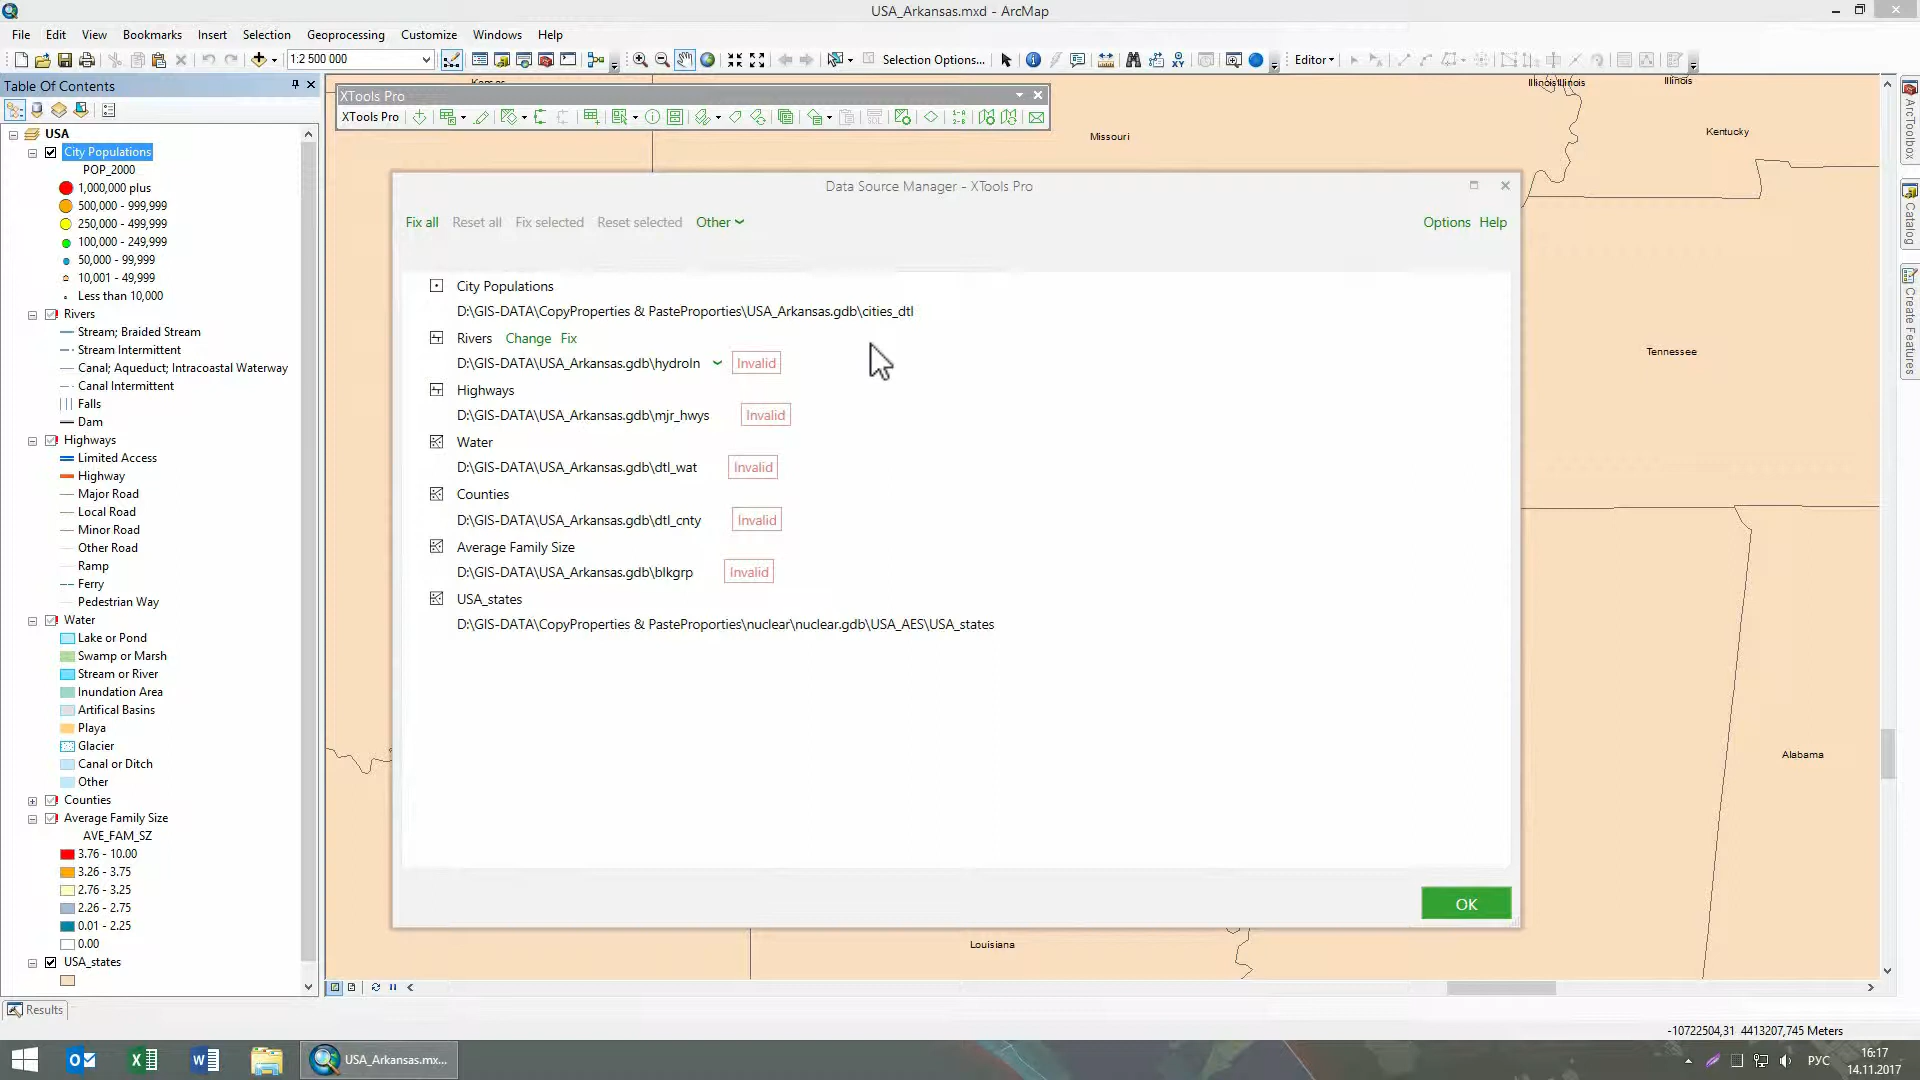 USA_Arkansas.mxd - ArcMap
File Edit View Bookmarks Insert Selection Geoprocessing Customize Windows Help
1:2 500 000
Selection Options...
Editor
Table Of Contents
USA
City Populations
POP_2000
1,000,000 plus
500,000 - 999,999
250,000 - 499,999
100,000 - 249,999
50,000 - 99,999
10,001 - 49,999
Less than 10,000
Rivers
Stream; Braided Stream
Stream Intermittent
Canal; Aqueduct; Intracoastal Waterway
Canal Intermittent
Falls
Dam
Highways
Limited Access
Highway
Major Road
Local Road
Minor Road
Other Road
Ramp
Ferry
Pedestrian Way
Water
Lake or Pond
Swamp or Marsh
Stream or River
Inundation Area
Artifical Basins
Playa
Glacier
Canal or Ditch
Other
Counties
Average Family Size
AVE_FAM_SZ
3.76 - 10.00
3.26 - 3.75
2.76 - 3.25
2.26 - 2.75
0.01 - 2.25
0.00
USA_states
Results
XTools Pro
XTools Pro
Missouri
Illinois Illinois
Illinois
Kentucky
Tennessee
Alabama
Louisiana
Data Source Manager - XTools Pro
Fix all Reset all Fix selected Reset selected Other
Options Help
City Populations
D:\GIS-DATA\CopyProperties & PasteProporties\USA_Arkansas.gdb\cities_dtl
Rivers Change Fix
D:\GIS-DATA\USA_Arkansas.gdb\hydroln Invalid
Highways
D:\GIS-DATA\USA_Arkansas.gdb\mjr_hwys Invalid
Water
D:\GIS-DATA\USA_Arkansas.gdb\dtl_wat Invalid
Counties
D:\GIS-DATA\USA_Arkansas.gdb\dtl_cnty Invalid
Average Family Size
D:\GIS-DATA\USA_Arkansas.gdb\blkgrp Invalid
USA_states
D:\GIS-DATA\CopyProperties & PasteProporties\nuclear\nuclear.gdb\USA_AES\USA_states
OK
ArcToolbox
Catalog
Create Features
-10722504,31 4413207,745 Meters
USA_Arkansas.mx...
РУС
16:17
14.11.2017